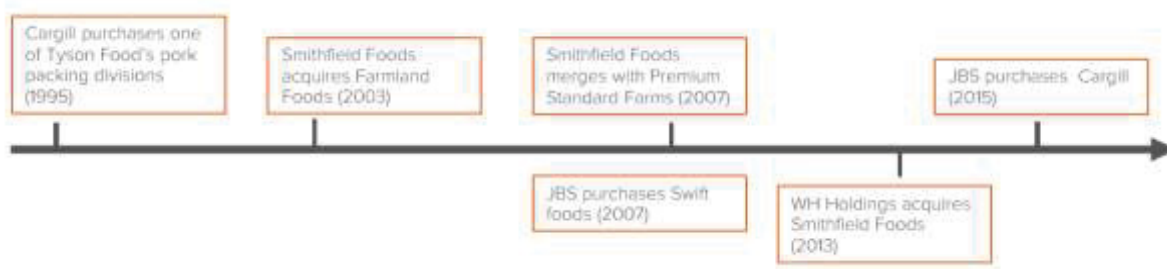 Cargill purchases one
of Tyson Food's pork
packing divisions
(1995)
Smithfield Foods
acquires Farmland
Foods (2003)
Smithfield Foods
merges with Premium
Standard Farms (2007)
JBS purchases Cargill
(2015)
JBS purchases Swift
foods (2007)
WH Holdings acquires
Smithfield Foods
(2013)